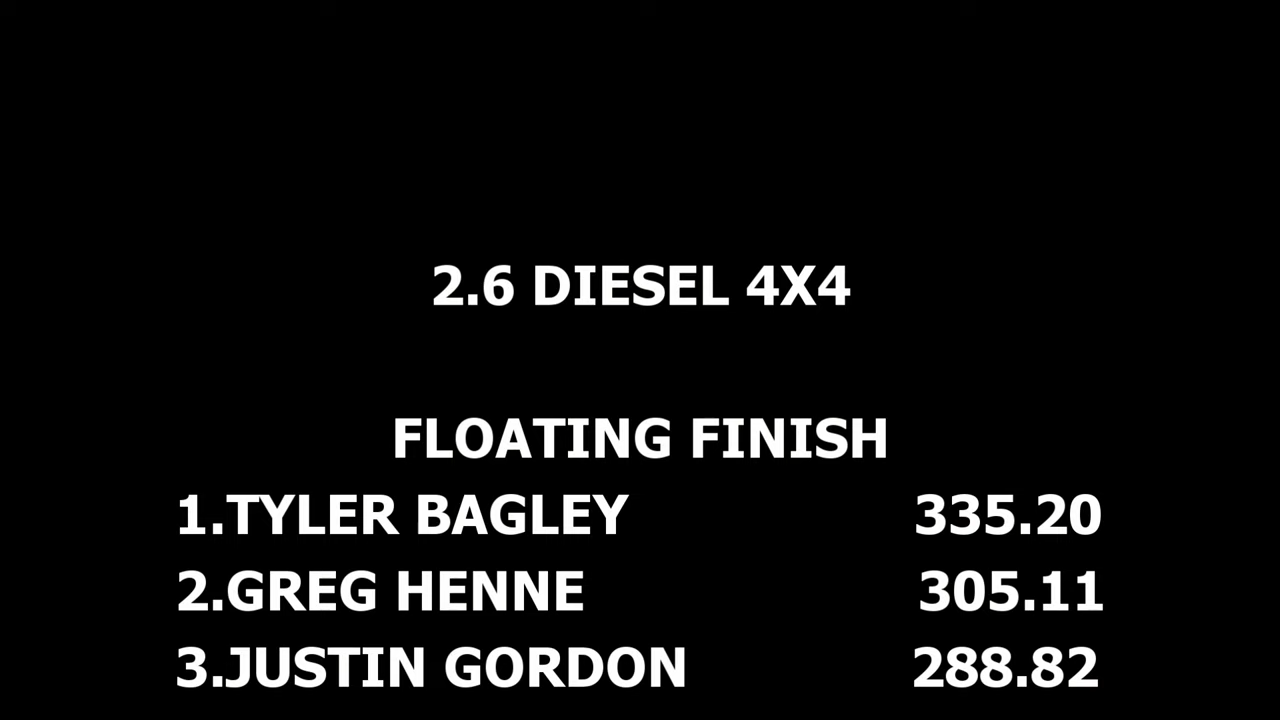 2.6 DIESEL 4X4
FLOATING FINISH
1.TYLER BAGLEY 335.20
2.GREG HENNE 305.11
3.JUSTIN GORDON 288.82